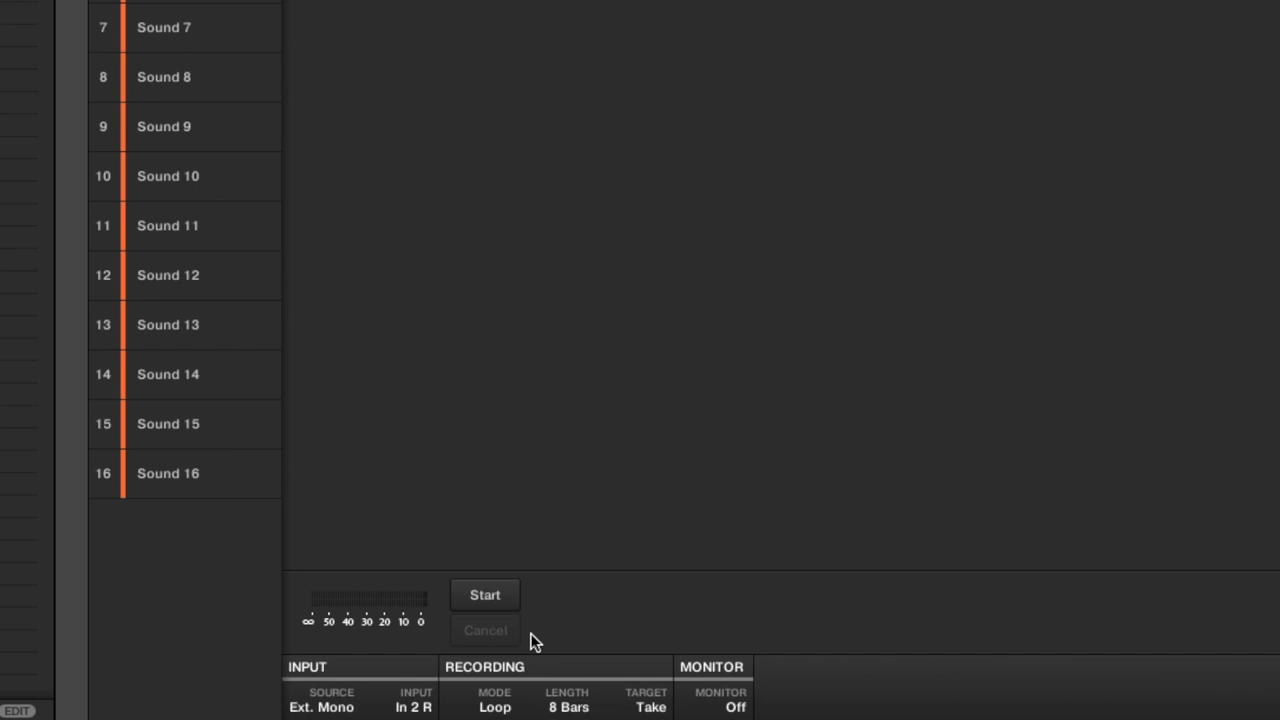 7 Sound 7
8 Sound 8
9 Sound 9
10 Sound 10
11 Sound 11
12 Sound 12
13 Sound 13
14 Sound 14
15 Sound 15
16 Sound 16
Start
∞ 50 40 30 20 10 0
Cancel
INPUT RECORDING MONITOR
SOURCE INPUT MODE LENGTH TARGET MONITOR
Ext. Mono In 2 R Loop 8 Bars Take Off
EDIT